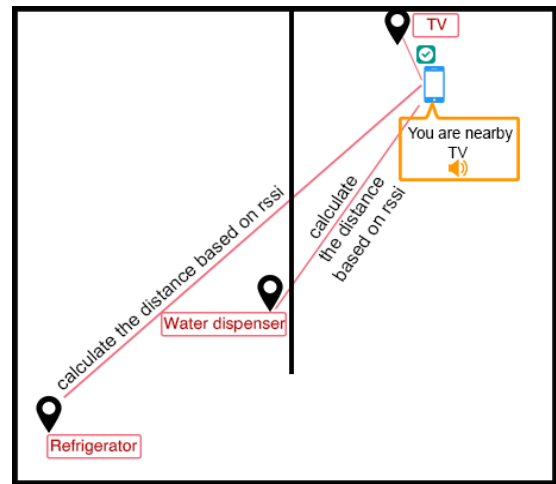 TV
You are nearby
TV
calculate the distance based on rssi
calculate
the distance
based on rssi
Water dispenser
Refrigerator